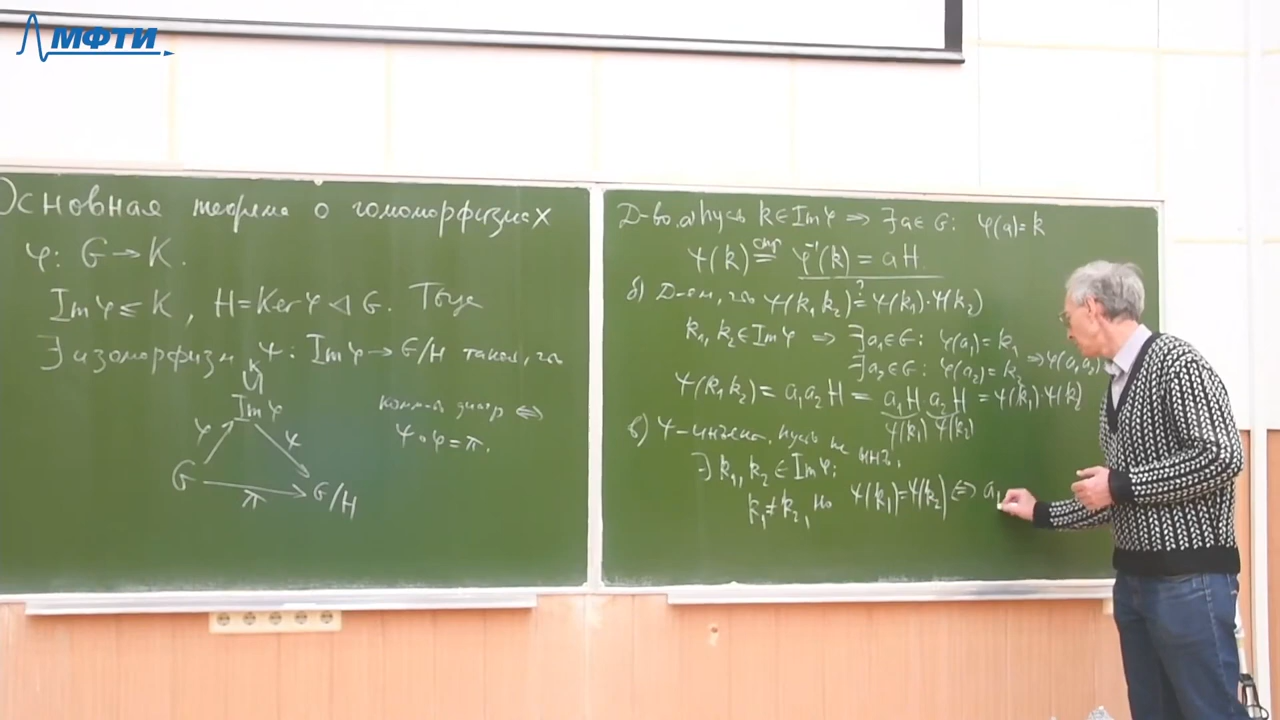 МФТИ
Основная теорема о гомоморфизмах
φ: G → K.
Im φ ≤ K, H = Ker φ ◁ G. Тогда
∃ изоморфизм ψ: Im φ → G/H такой, что
K
∪|
Im φ
комм-я диагр ⟺
φ ψ
ψ∘φ = π.
G
π
G/H
Д-во. а) Пусть k ∈ Im φ ⇒ ∃ a ∈ G: φ(a) = k
ψ(k) = φ⁻¹(k) = aH.
б) Д-ем, что ψ(k₁k₂) ≟ ψ(k₁)·ψ(k₂)
k₁, k₂ ∈ Im φ ⇒ ∃ a₁ ∈ G: φ(a₁) = k₁
∃ a₂ ∈ G: φ(a₂) = k₂ ⇒ φ(a₁a₂)
ψ(k₁k₂) = a₁a₂H = a₁H a₂H = ψ(k₁)·ψ(k₂)
ψ(k₁) ψ(k₂)
в) ψ-инъект. пусть не инъ.
∃ k₁, k₂ ∈ Im φ:
k₁ ≠ k₂, но ψ(k₁) = ψ(k₂) ⟺ a₁